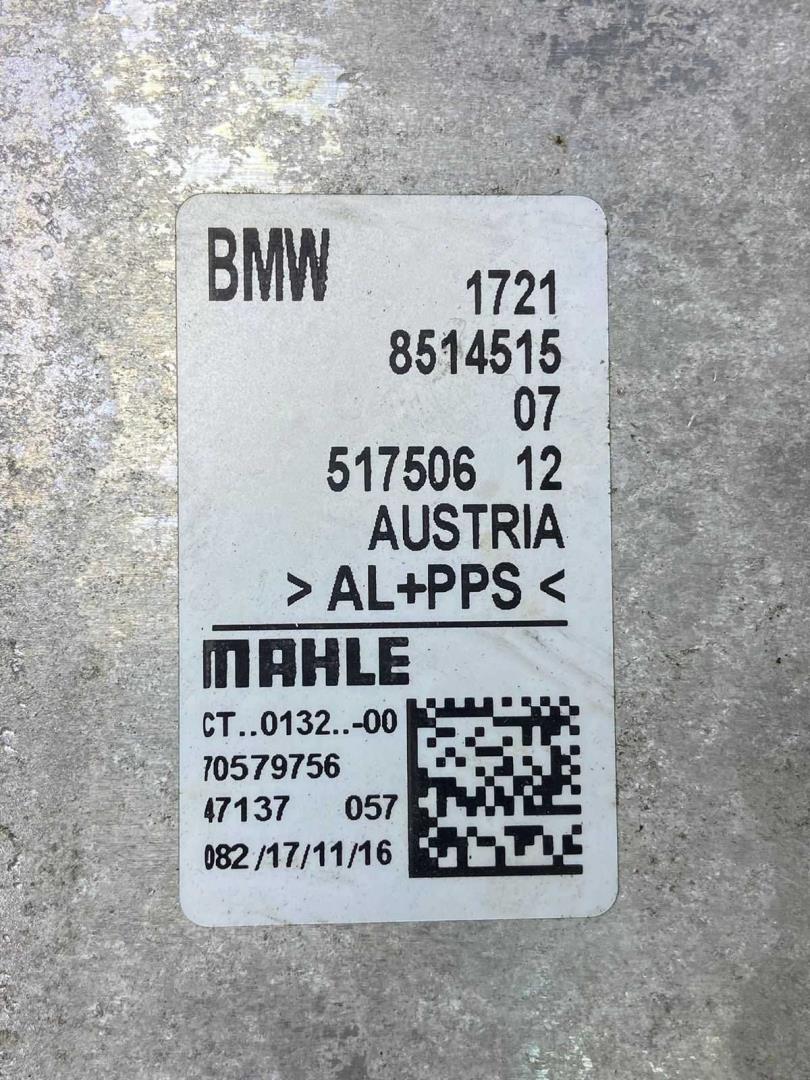 BMW
1721
8514515
07
517506 12
AUSTRIA
> AL+PPS <
MAHLE
CT..0132..-00
70579756
47137 057
082/17/11/16